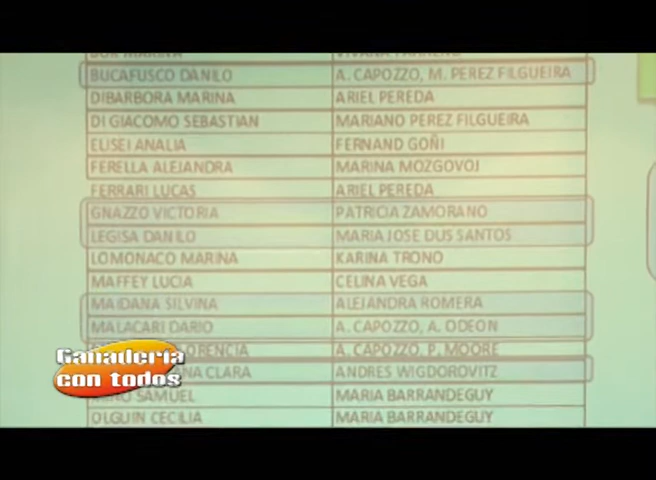 BUCAFUSCO DANILO A. CAPOZZO, M. PEREZ FILGUEIRA
DIBARBORA MARINA ARIEL PEREDA
DI GIACOMO SEBASTIAN MARIANO PEREZ FILGUEIRA
ELISEI ANALIA FERNAND GOÑI
FERELLA ALEJANDRA MARINA MOZGOVOJ
FERRARI LUCAS ARIEL PEREDA
GNAZZO VICTORIA PATRICIA ZAMORANO
LEGISA DANILO MARIA JOSE DUS SANTOS
LOMONACO MARINA KARINA TRONO
MAFFEY LUCIA CELINA VEGA
MAIDANA SILVINA ALEJANDRA ROMERA
MALACARI DARIO A. CAPOZZO, A. ODEON
A. CAPOZZO, P. MOORE
CLARA ANDRES WIGDOROVITZ
SAMUEL MARIA BARRANDEGUY
OLGUIN CECILIA MARIA BARRANDEGUY
Ganadería
con todos